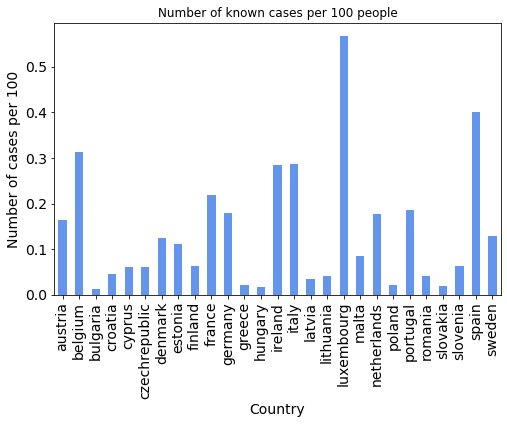 Number of known cases per 100 people
Number of cases per 100
0.5
0.4
0.3
0.2
0.1
0.0
austria
belgium
bulgaria
croatia
cyprus
czechrepublic
denmark
estonia
finland
france
germany
greece
hungary
ireland
italy
latvia
lithuania
luxembourg
malta
netherlands
poland
portugal
romania
slovakia
slovenia
spain
sweden
Country